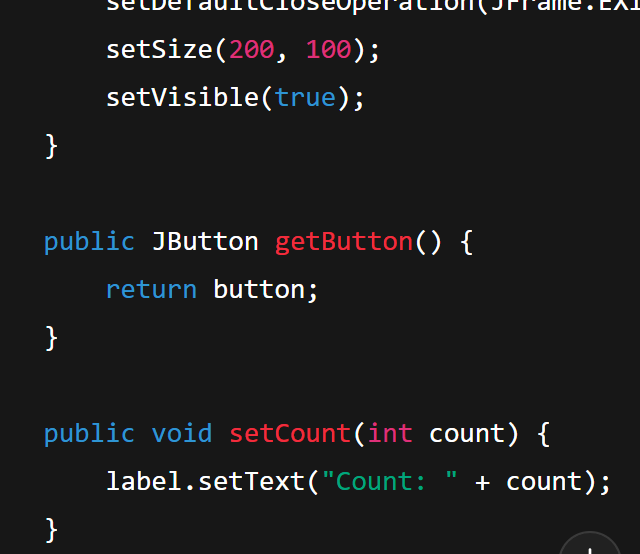 setDefaultCloseOperation(JFrame.EXI
setSize(200, 100);
setVisible(true);
}
public JButton getButton() {
return button;
}
public void setCount(int count) {
label.setText("Count: " + count);
}